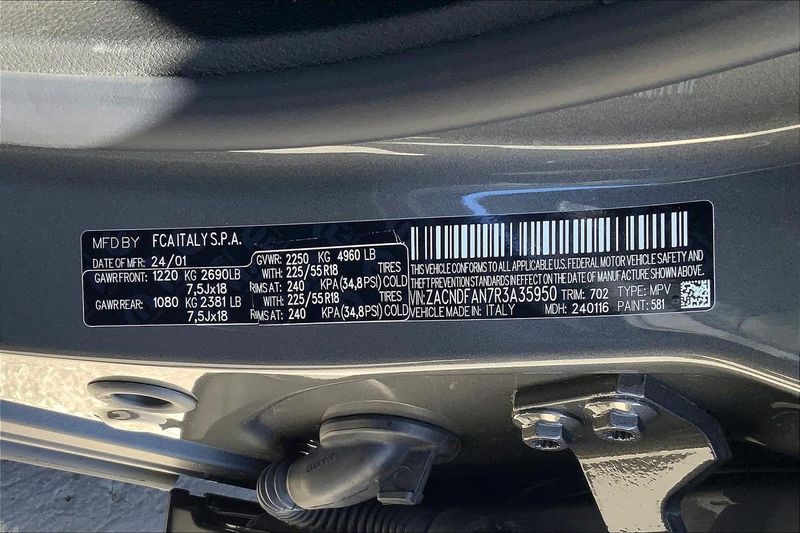 MFD BY FCA ITALY S.P.A.
DATE OF MFR: 24/01
GVWR: 2250 KG 4960 LB
GAWR FRONT: 1220 KG 2690LB WITH: 225/55R18 TIRES
7,5Jx18 RIMS AT: 240 KPA (34,8PSI) COLD
GAWR REAR: 1080 KG 2381 LB WITH: 225/55R18 TIRES
7,5Jx18 RIMS AT: 240 KPA (34,8PSI) COLD
THIS VEHICLE CONFORMS TO ALL APPLICABLE U.S. FEDERAL MOTOR VEHICLE SAFETY AND
THEFT PREVENTION STANDARDS IN EFFECT ON THE DATE OF MANUFACTURE SHOWN ABOVE.
VIN: ZACNDFAN7R3A35950 TRIM: 702 TYPE: MPV
VEHICLE MADE IN: ITALY MDH: 240116 PAINT: 581